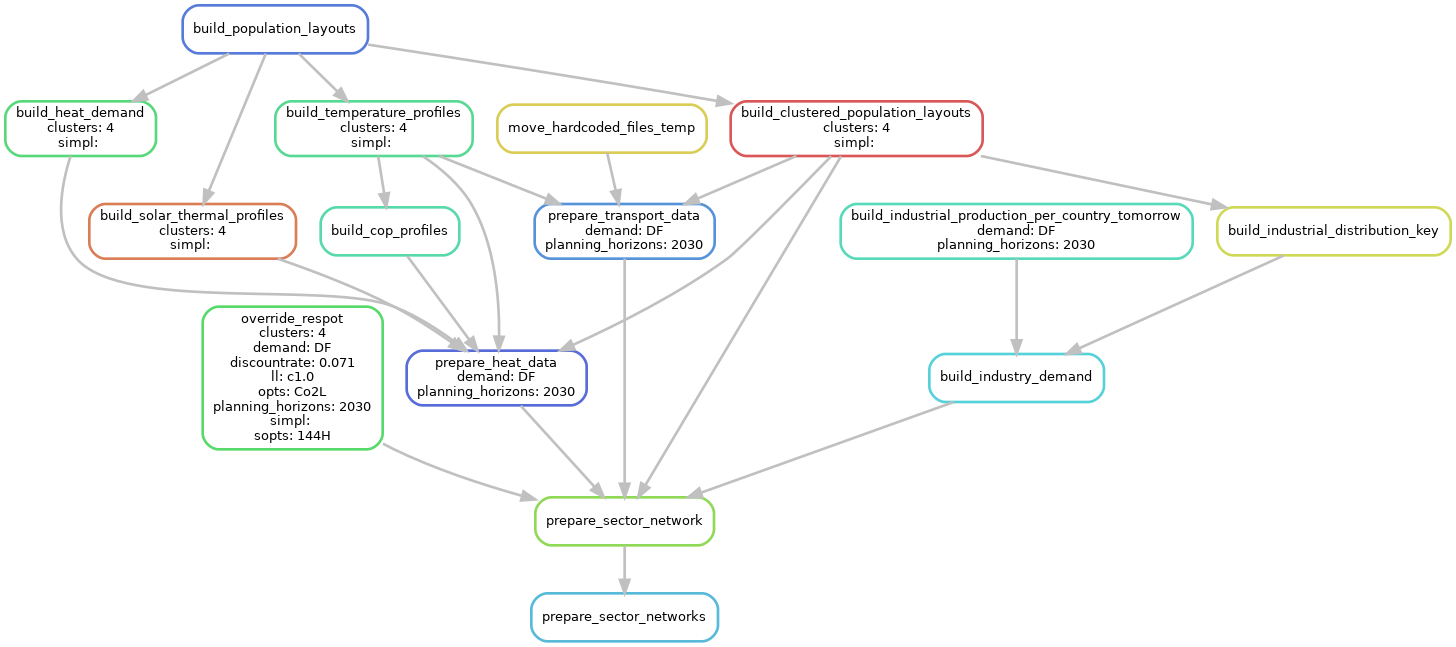 build_population_layouts
build_heat_demand
clusters: 4
simpl:
build_temperature_profiles
clusters: 4
simpl:
move_hardcoded_files_temp
build_clustered_population_layouts
clusters: 4
simpl:
build_solar_thermal_profiles
clusters: 4
simpl:
build_cop_profiles
prepare_transport_data
demand: DF
planning_horizons: 2030
build_industrial_production_per_country_tomorrow
demand: DF
planning_horizons: 2030
build_industrial_distribution_key
override_respot
clusters: 4
demand: DF
discountrate: 0.071
ll: c1.0
opts: Co2L
planning_horizons: 2030
simpl:
sopts: 144H
prepare_heat_data
demand: DF
planning_horizons: 2030
build_industry_demand
prepare_sector_network
prepare_sector_networks